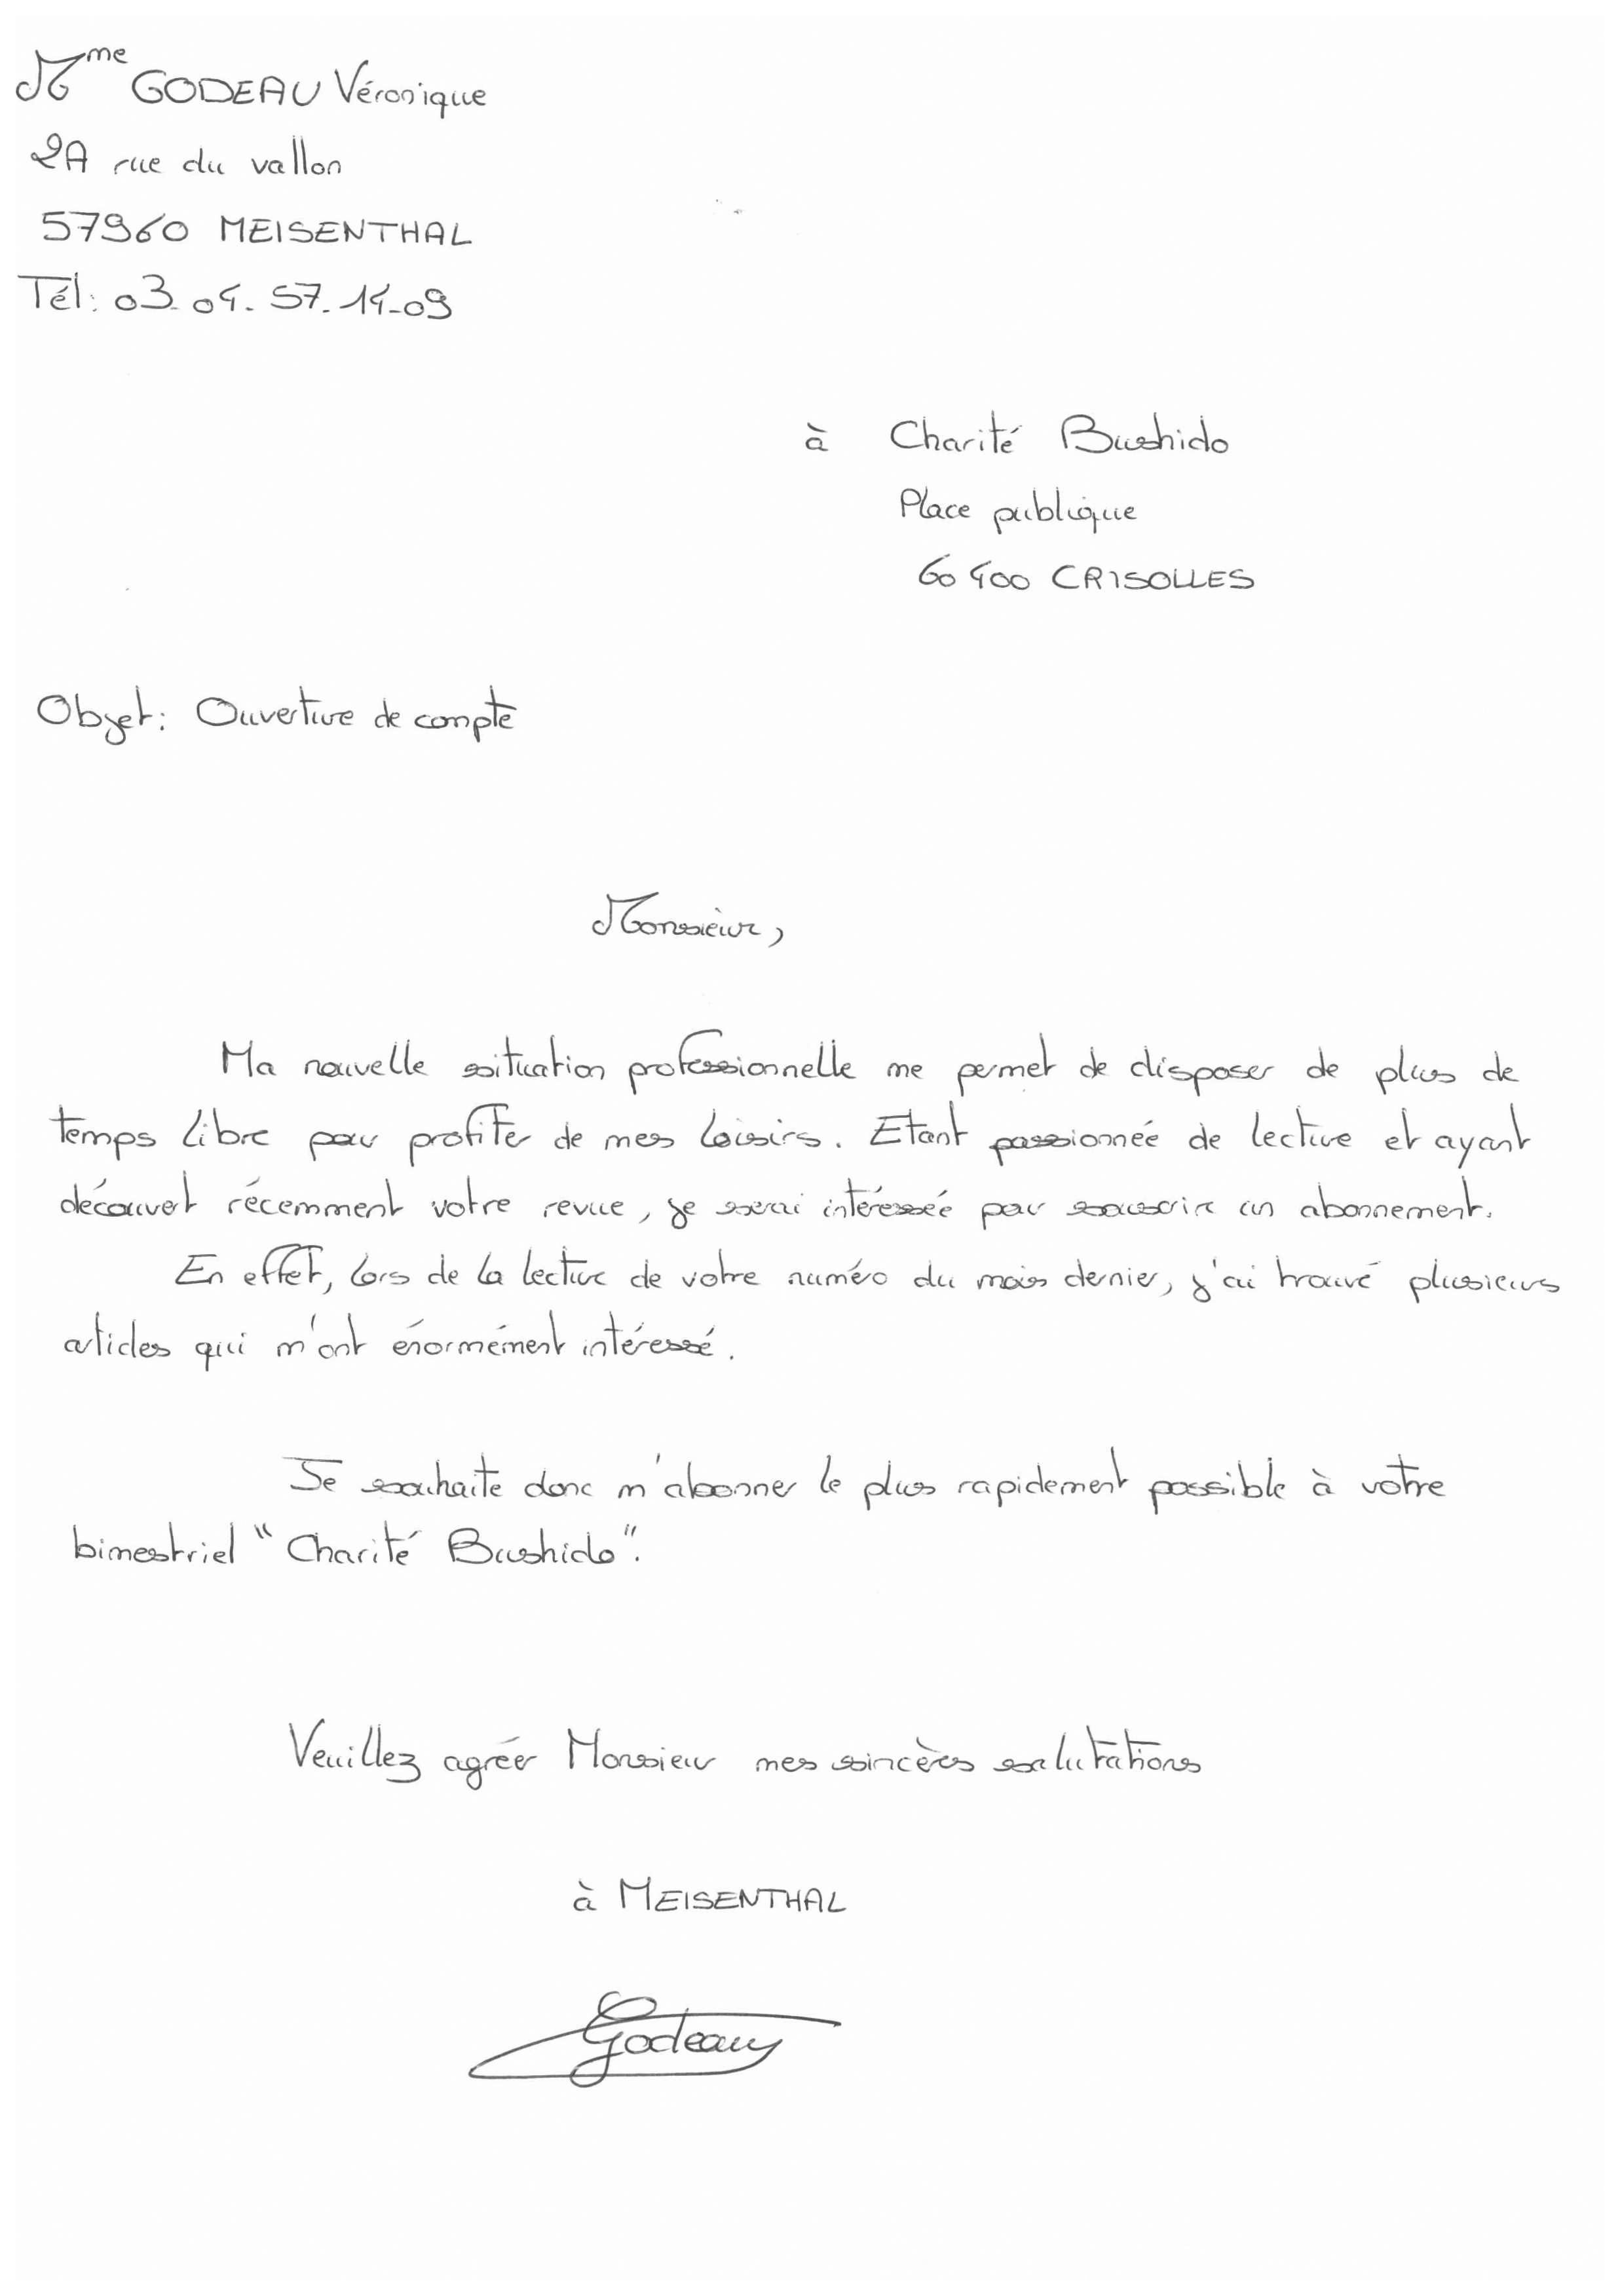 Mme GODEAU Véronique
2A rue du vallon
57960 MEISENTHAL
Tél: 03.04.57.14.09
à Charité Bushido
Place publique
60400 CRISOLLES
Objet: Ouverture de compte
Monsieur,
Ma nouvelle situation professionnelle me permet de disposer de plus de
temps libre pour profiter de mes loisirs. Etant passionnée de lecture et ayant
découvert récemment votre revue, je serai intéressée pour souscrire un abonnement.
En effet, lors de la lecture de votre numéro du mois dernier, j'ai trouvé plusieurs
articles qui m'ont énormément intéressé.
Je souhaite donc m'abonner le plus rapidement possible à votre
bimestriel "Charité Bushido".
Veuillez agréer Monsieur mes sincères salutations
à MEISENTHAL
Godeau